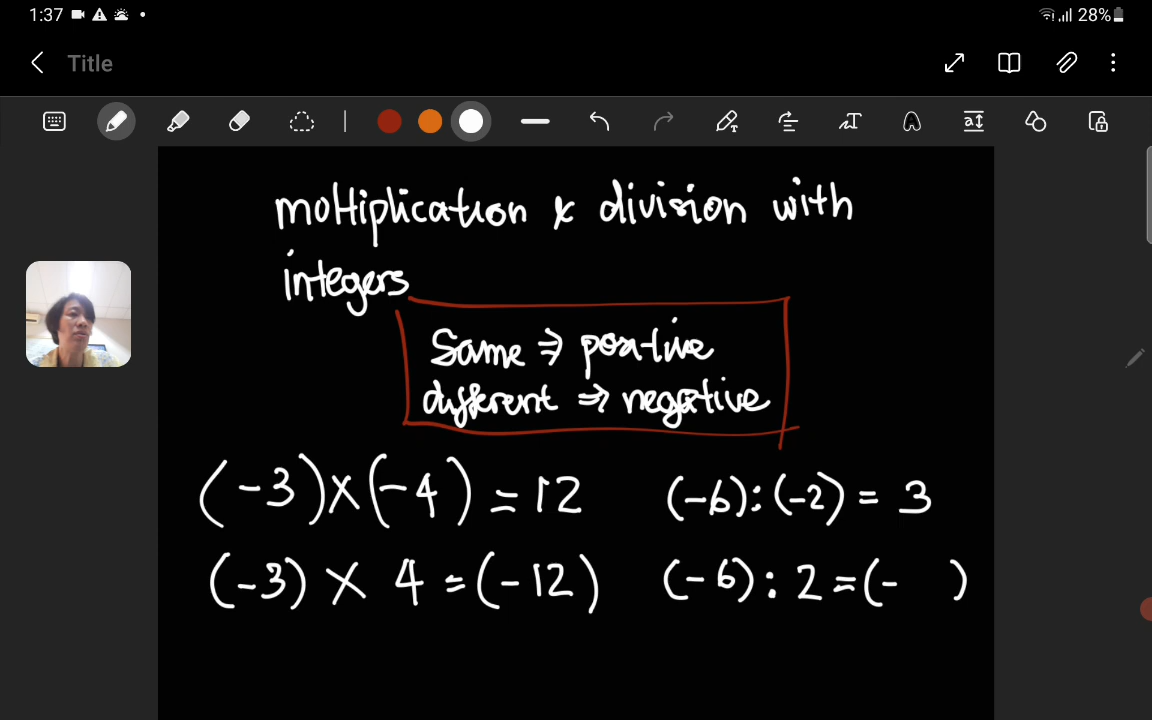 1:37
28%
Title
moltiplication x division with
integers
Same ⇒ positive
different ⇒ negative
(-3)×(-4) = 12
(-6):(-2) = 3
(-3) × 4 = (-12)
(-6) : 2 = (- )